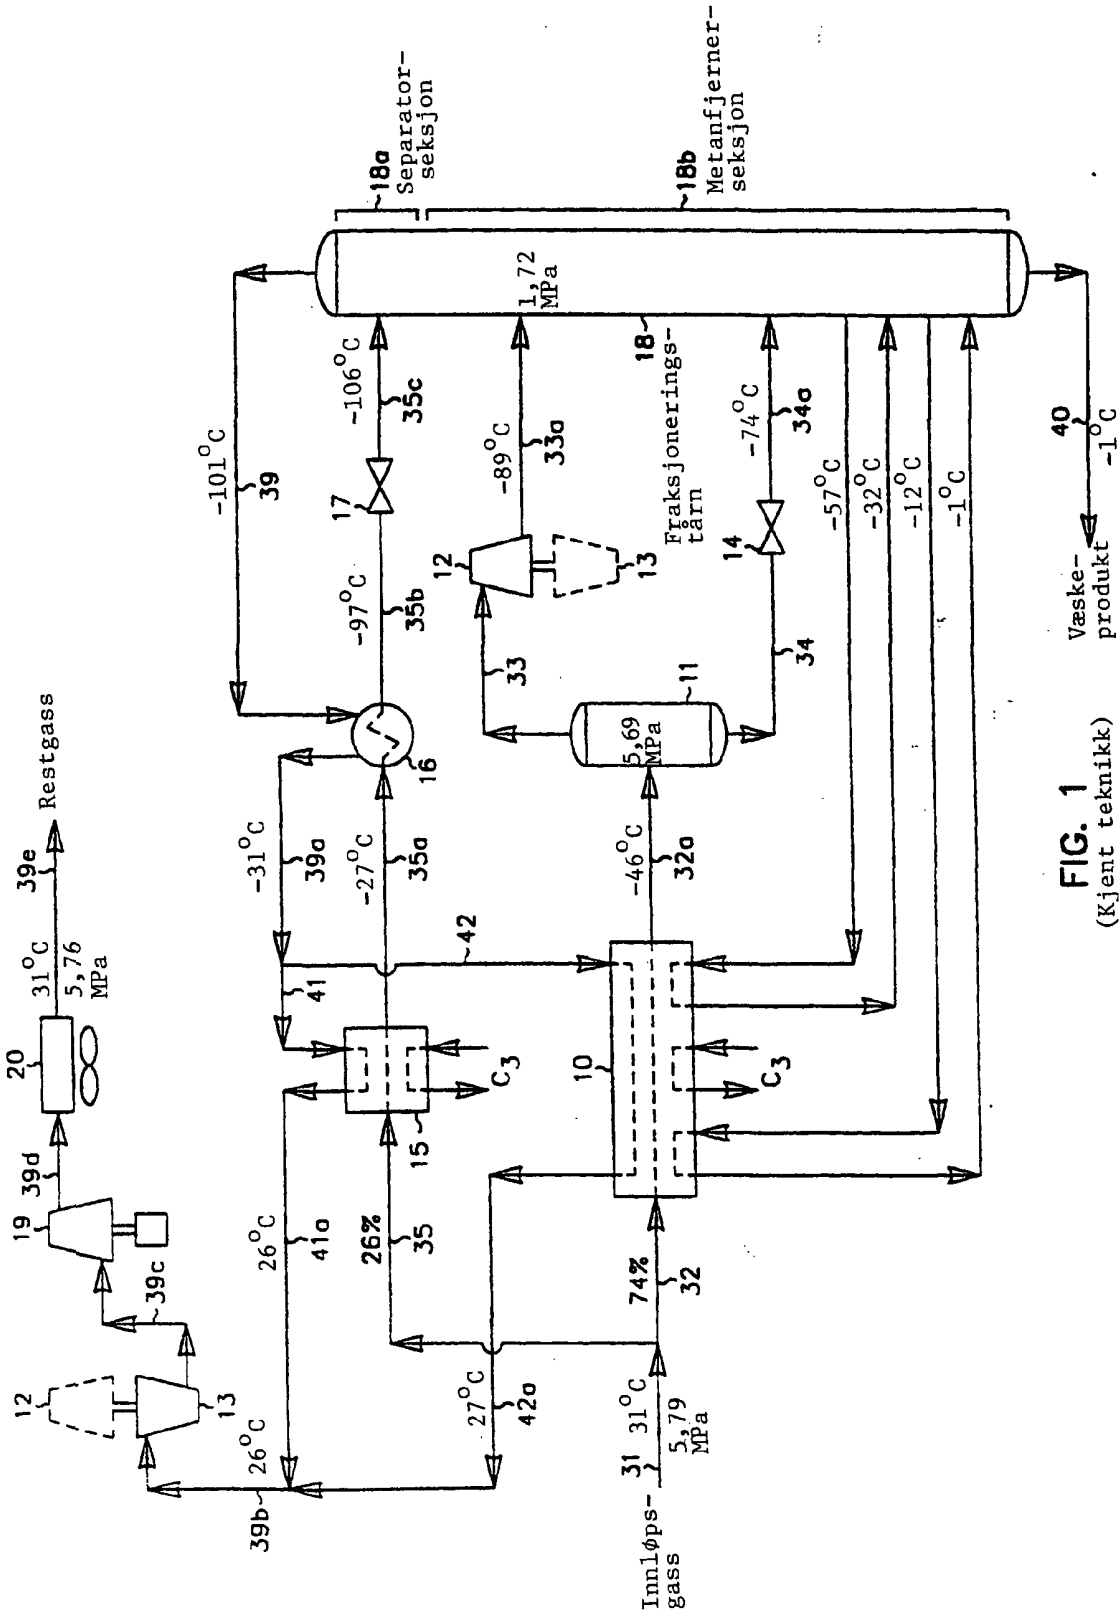 Restgass
39e
31°C
5,76
MPa
20
39d
19
39c
12
13
26°C
39b
-101°C
39
-31°C
39a
41
42
26°C
41a
27°C
42a
Innløps-
gass
31
31°C
5,79
MPa
26%
35
74%
32
15
C3
-27°C
35a
16
-97°C
35b
17
-106°C
35c
10
C3
-46°C
32a
5,69
MPa
11
33
12
13
-89°C
33a
34
14
-74°C
34a
Fraksjonerings-
tårn
18
1,72
MPa
18a
Separator-
seksjon
18b
Metanfjerner-
seksjon
-57°C
-32°C
-12°C
-1°C
40
-1°C
Væske-
produkt
FIG. 1
(Kjent teknikk)